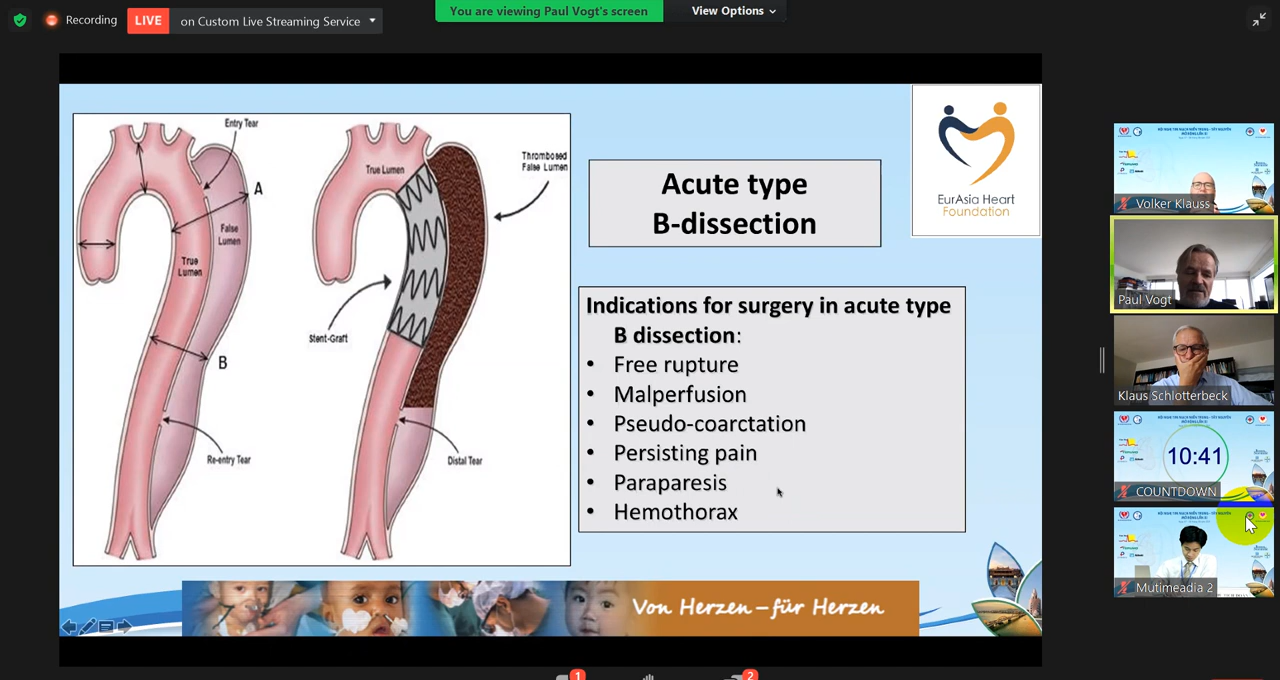 Recording
LIVE
on Custom Live Streaming Service
You are viewing Paul Vogt's screen
View Options
Entry Tear
A
False
Lumen
True
Lumen
B
Re-entry Tear
True Lumen
Thrombosed
False Lumen
Stent-Graft
Distal Tear
Acute type
B-dissection
EurAsia Heart
Foundation
Indications for surgery in acute type
B dissection:
• Free rupture
• Malperfusion
• Pseudo-coarctation
• Persisting pain
• Paraparesis
• Hemothorax
Von Herzen – für Herzen
Volker Klauss
Paul Vogt
Klaus Schlotterbeck
10:41
COUNTDOWN
Mutimeadia 2
1
2